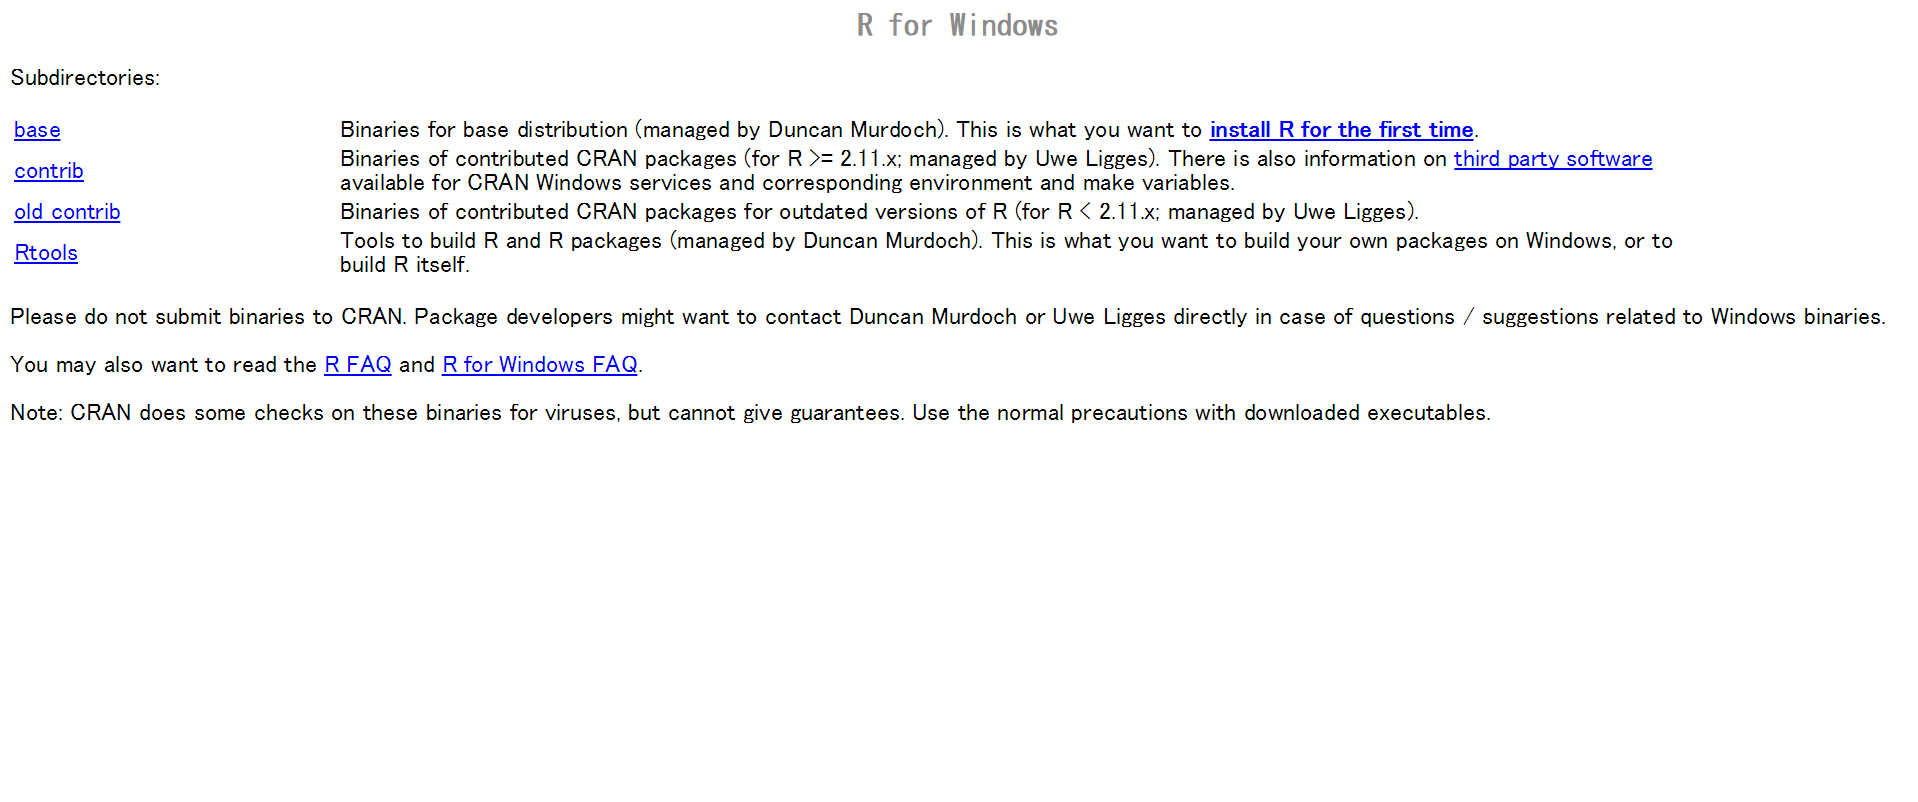 R for Windows
Subdirectories:
base
Binaries for base distribution (managed by Duncan Murdoch). This is what you want to install R for the first time.
contrib
Binaries of contributed CRAN packages (for R >= 2.11.x; managed by Uwe Ligges). There is also information on third party software
available for CRAN Windows services and corresponding environment and make variables.
old contrib
Binaries of contributed CRAN packages for outdated versions of R (for R < 2.11.x; managed by Uwe Ligges).
Rtools
Tools to build R and R packages (managed by Duncan Murdoch). This is what you want to build your own packages on Windows, or to
build R itself.
Please do not submit binaries to CRAN. Package developers might want to contact Duncan Murdoch or Uwe Ligges directly in case of questions / suggestions related to Windows binaries.
You may also want to read the R FAQ and R for Windows FAQ.
Note: CRAN does some checks on these binaries for viruses, but cannot give guarantees. Use the normal precautions with downloaded executables.